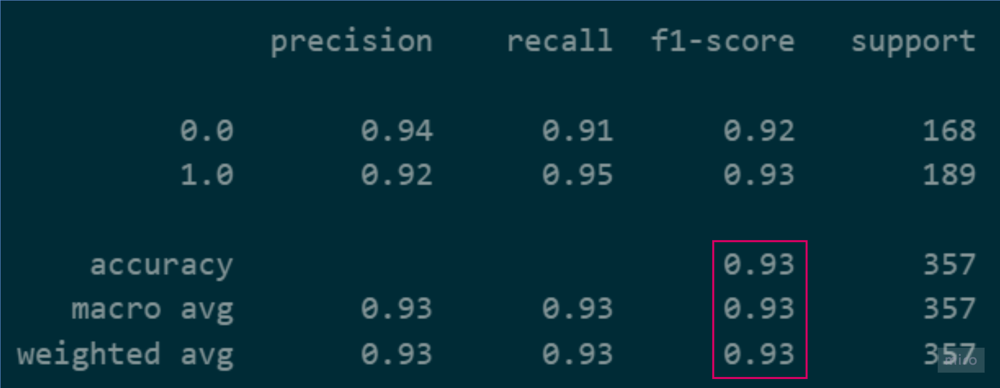 precision recall f1-score support
0.0 0.94 0.91 0.92 168
1.0 0.92 0.95 0.93 189
accuracy 0.93 357
macro avg 0.93 0.93 0.93 357
weighted avg 0.93 0.93 0.93 357
miro